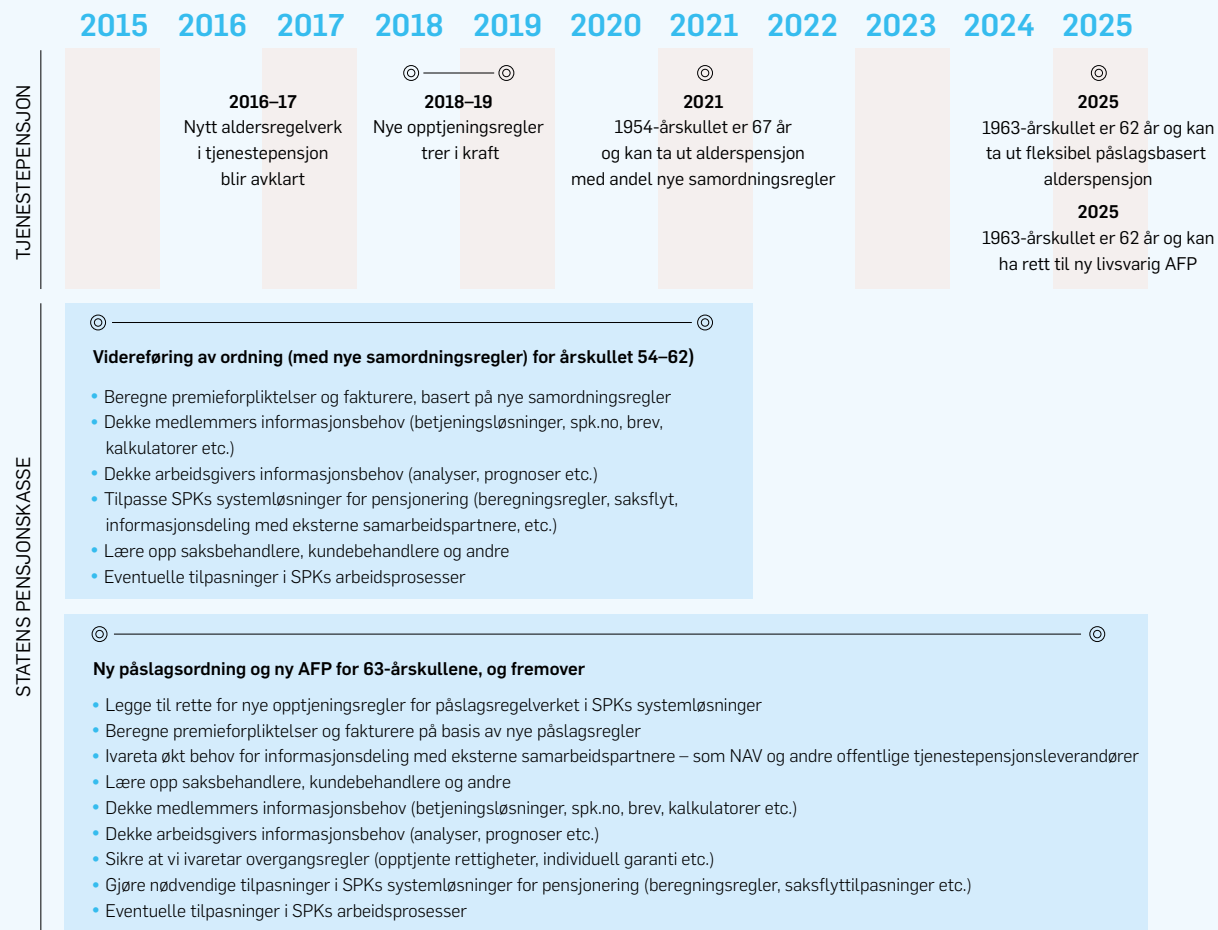 2015 2016 2017 2018 2019 2020 2021 2022 2023 2024 2025
TJENESTEPENSJON
2016–17
Nytt aldersregelverk
i tjenestepensjon
blir avklart
2018–19
Nye opptjeningsregler
trer i kraft
2021
1954-årskullet er 67 år
og kan ta ut alderspensjon
med andel nye samordningsregler
2025
1963-årskullet er 62 år og kan
ta ut fleksibel påslagsbasert
alderspensjon
2025
1963-årskullet er 62 år og kan
ha rett til ny livsvarig AFP
STATENS PENSJONSKASSE
Videreføring av ordning (med nye samordningsregler) for årskullet 54–62)
• Beregne premieforpliktelser og fakturere, basert på nye samordningsregler
• Dekke medlemmers informasjonsbehov (betjeningsløsninger, spk.no, brev,
kalkulatorer etc.)
• Dekke arbeidsgivers informasjonsbehov (analyser, prognoser etc.)
• Tilpasse SPKs systemløsninger for pensjonering (beregningsregler, saksflyt,
informasjonsdeling med eksterne samarbeidspartnere, etc.)
• Lære opp saksbehandlere, kundebehandlere og andre
• Eventuelle tilpasninger i SPKs arbeidsprosesser
Ny påslagsordning og ny AFP for 63-årskullene, og fremover
• Legge til rette for nye opptjeningsregler for påslagsregelverket i SPKs systemløsninger
• Beregne premieforpliktelser og fakturere på basis av nye påslagsregler
• Ivareta økt behov for informasjonsdeling med eksterne samarbeidspartnere – som NAV og andre offentlige tjenestepensjonsleverandører
• Lære opp saksbehandlere, kundebehandlere og andre
• Dekke medlemmers informasjonsbehov (betjeningsløsninger, spk.no, brev, kalkulatorer etc.)
• Dekke arbeidsgivers informasjonsbehov (analyser, prognoser etc.)
• Sikre at vi ivaretar overgangsregler (opptjente rettigheter, individuell garanti etc.)
• Gjøre nødvendige tilpasninger i SPKs systemløsninger for pensjonering (beregningsregler, saksflyttilpasninger etc.)
• Eventuelle tilpasninger i SPKs arbeidsprosesser